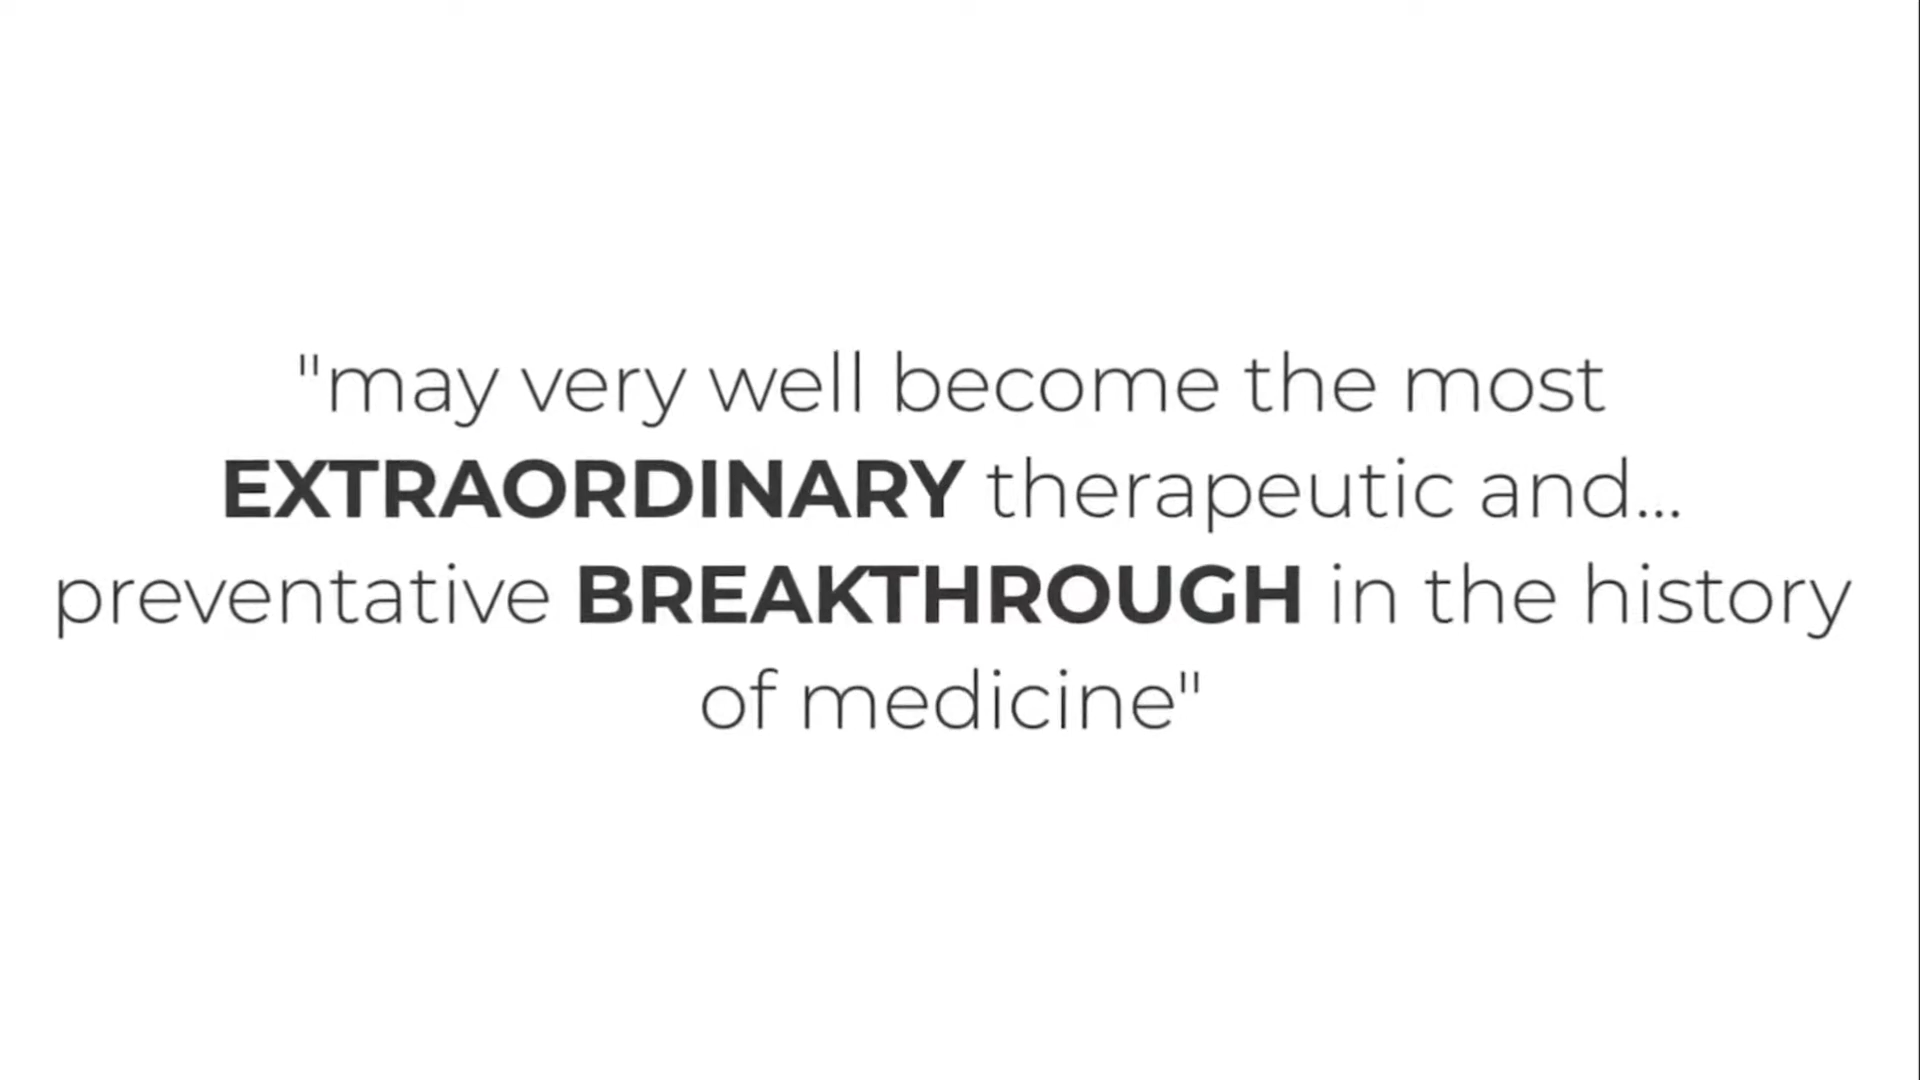 "may very well become the most
EXTRAORDINARY therapeutic and...
preventative BREAKTHROUGH in the history
of medicine"